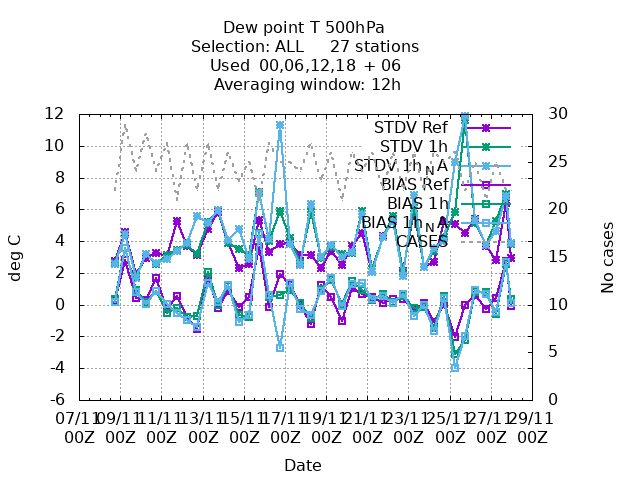 Dew point T 500hPa
Selection: ALL 27 stations
Used 00,06,12,18 + 06
Averaging window: 12h
deg C
12
10
8
6
4
2
0
-2
-4
-6
No cases
30
25
20
15
10
5
0
STDV Ref
STDV 1h
STDV 1h_NA
BIAS Ref
BIAS 1h
BIAS 1h_NA
CASES
07/11 09/11 11/11 13/11 15/11 17/11 19/11 21/11 23/11 25/11 27/11 29/11
00Z 00Z 00Z 00Z 00Z 00Z 00Z 00Z 00Z 00Z 00Z 00Z
Date